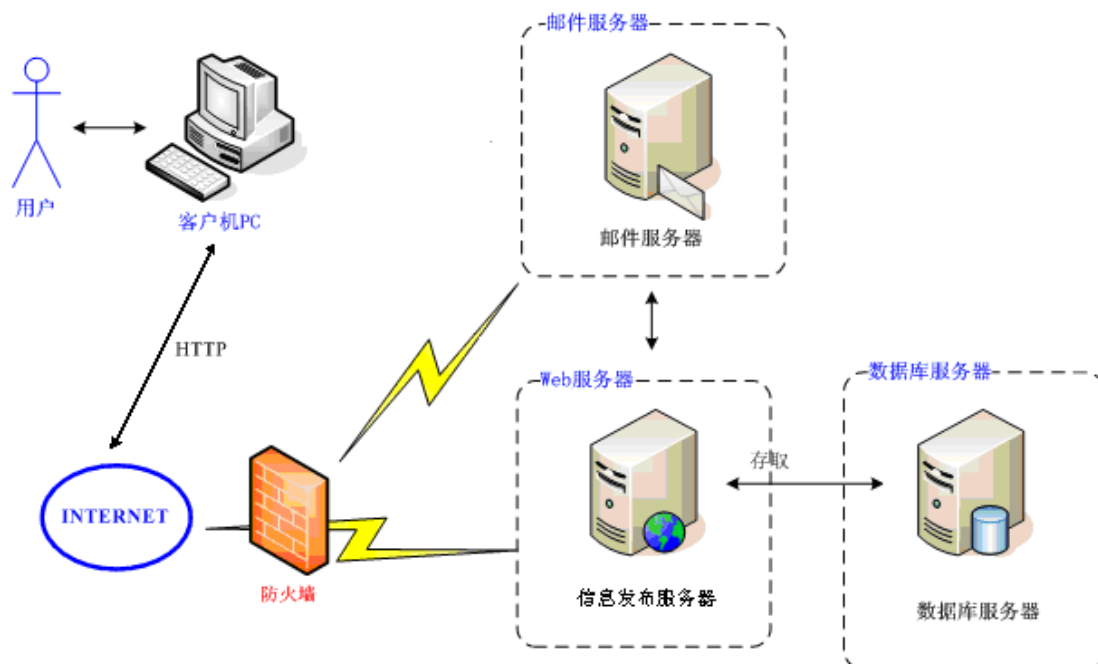 邮件服务器
用户
客户机PC
邮件服务器
HTTP
Web服务器
数据库服务器
存取
INTERNET
防火墙
信息发布服务器
数据库服务器